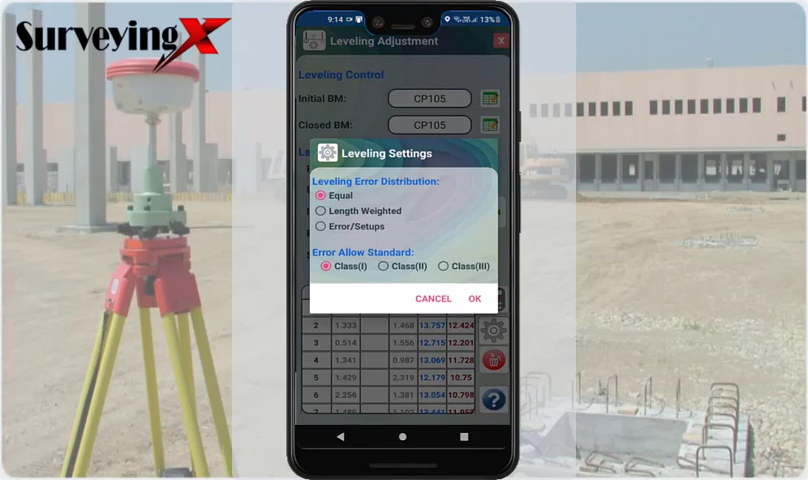 SurveyingX
9:14
13%
Leveling Adjustment
X
Leveling Control
Initial BM: CP105
Closed BM: CP105
Leveling Settings
Leveling Error Distribution:
Equal
Length Weighted
Error/Setups
Error Allow Standard:
Class(I) Class(II) Class(III)
CANCEL OK
2 1.333 1.468 13.757 12.424
3 0.514 1.556 12.715 12.201
4 1.341 0.987 13.069 11.728
5 1.429 2.319 12.179 10.75
6 2.256 1.381 13.054 10.798
?